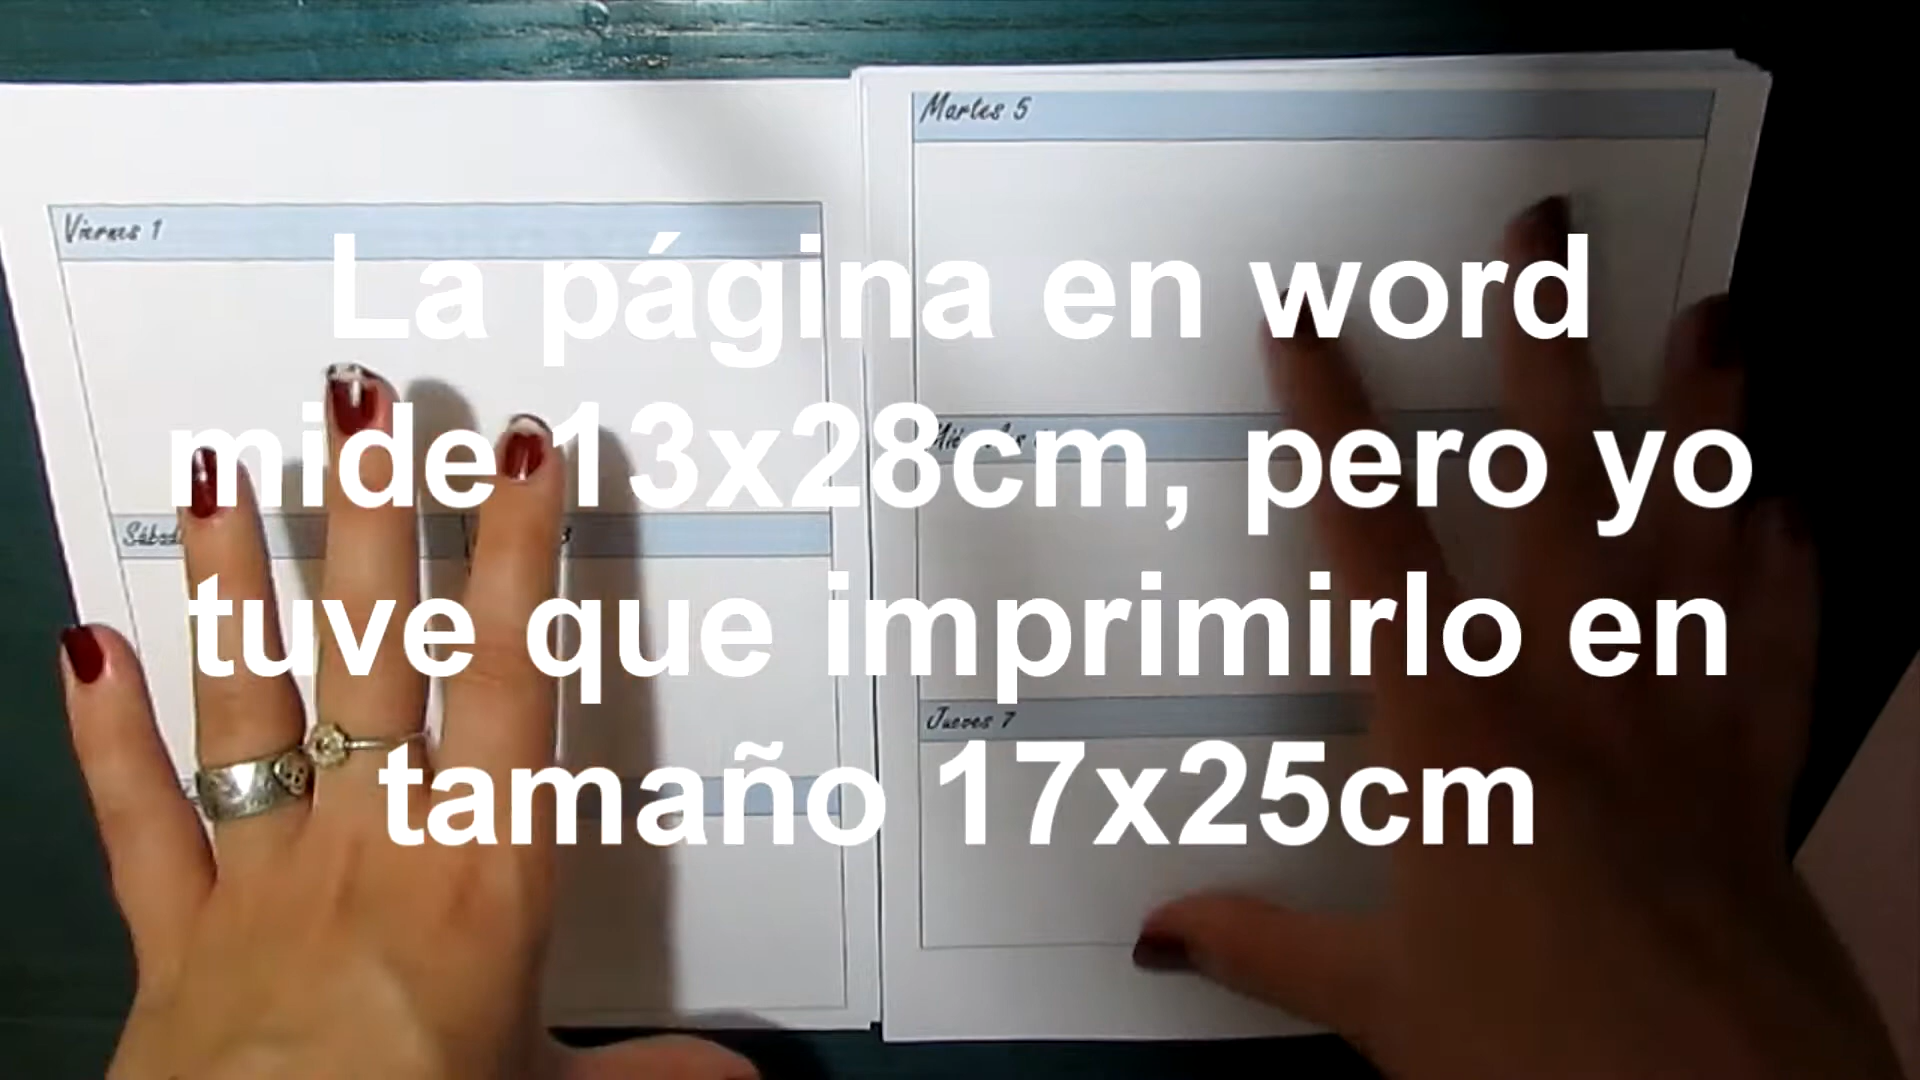 Viernes 1
Martes 5
La página en word
mide 13x28cm, pero yo
tuve que imprimirlo en
tamaño 17x25cm
Jueves 7